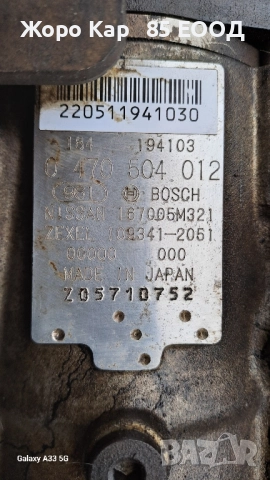 Жоро Кар 85 ЕООД
220511941030
194103
0 470 504 012
BOSCH
NISSAN 167005M321
ZEXEL 109341-2051
000
MADE IN JAPAN
Z05710752
Galaxy A33 5G
BAZAR